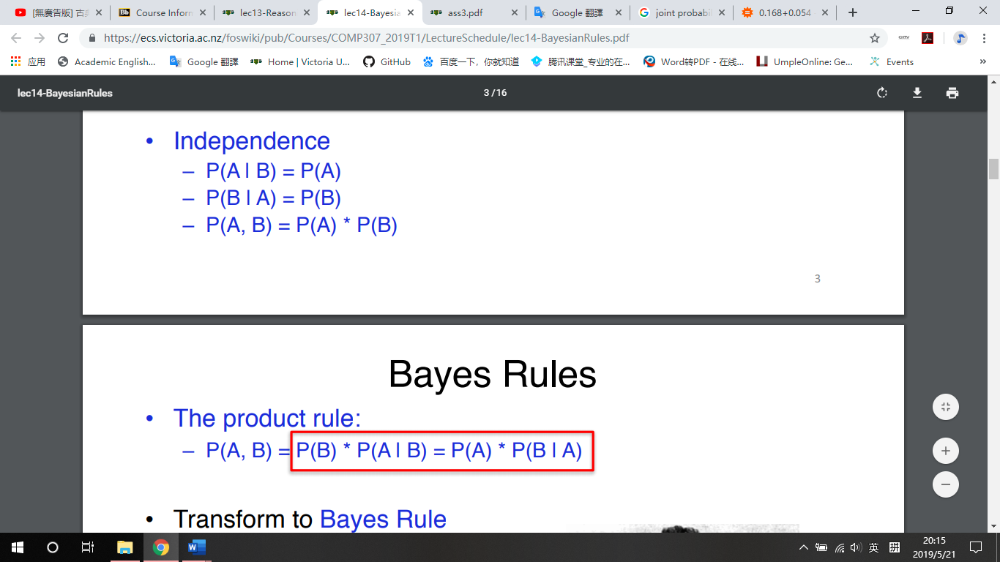 [無廣告版] 古典
Course Inform
lec13-Reason
lec14-Bayesia
ass3.pdf
Google 翻譯
joint probabil
0.168+0.054
https://ecs.victoria.ac.nz/foswiki/pub/Courses/COMP307_2019T1/LectureSchedule/lec14-BayesianRules.pdf
应用
Academic English...
Google 翻譯
Home | Victoria U...
GitHub
百度一下，你就知道
腾讯课堂_专业的在...
Word转PDF - 在线...
UmpleOnline: Ge...
Events
»
lec14-BayesianRules
3 / 16
• Independence
– P(A | B) = P(A)
– P(B | A) = P(B)
– P(A, B) = P(A) * P(B)
3
Bayes Rules
• The product rule:
– P(A, B) = P(B) * P(A | B) = P(A) * P(B | A)
• Transform to Bayes Rule
英
拼
20:15
2019/5/21